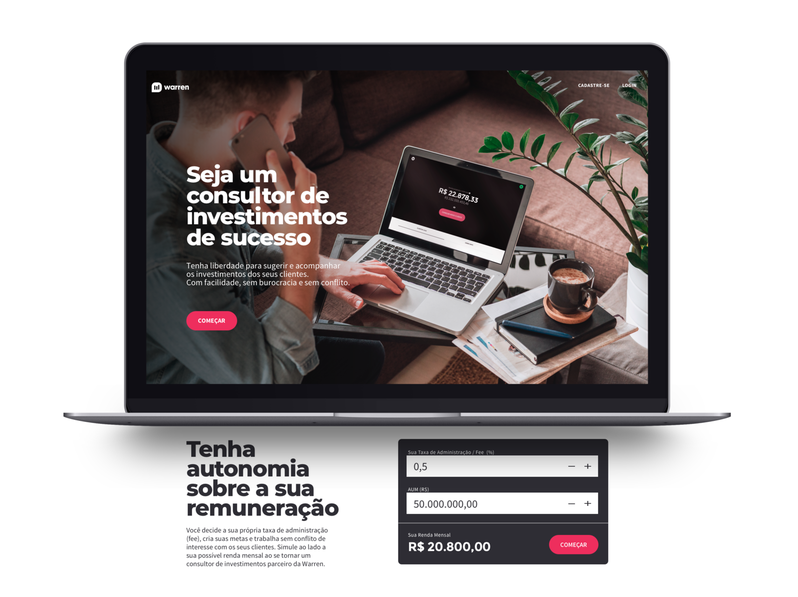 warren
CADASTRE-SE
LOGIN
Seja um
consultor de
investimentos
de sucesso
R$ 22.878,33
Tenha liberdade para sugerir e acompanhar
os investimentos dos seus clientes.
Com facilidade, sem burocracia e sem conflito.
COMEÇAR
Tenha
autonomia
sobre a sua
remuneração
Você decide a sua própria taxa de administração
(fee), cria suas metas e trabalha sem conflito de
interesse com os seus clientes. Simule ao lado a
sua possível renda mensal ao se tornar um
consultor de investimentos parceiro da Warren.
Sua Taxa de Administração / Fee (%)
0,5
AUM (R$)
50.000.000,00
Sua Renda Mensal
R$ 20.800,00
COMEÇAR